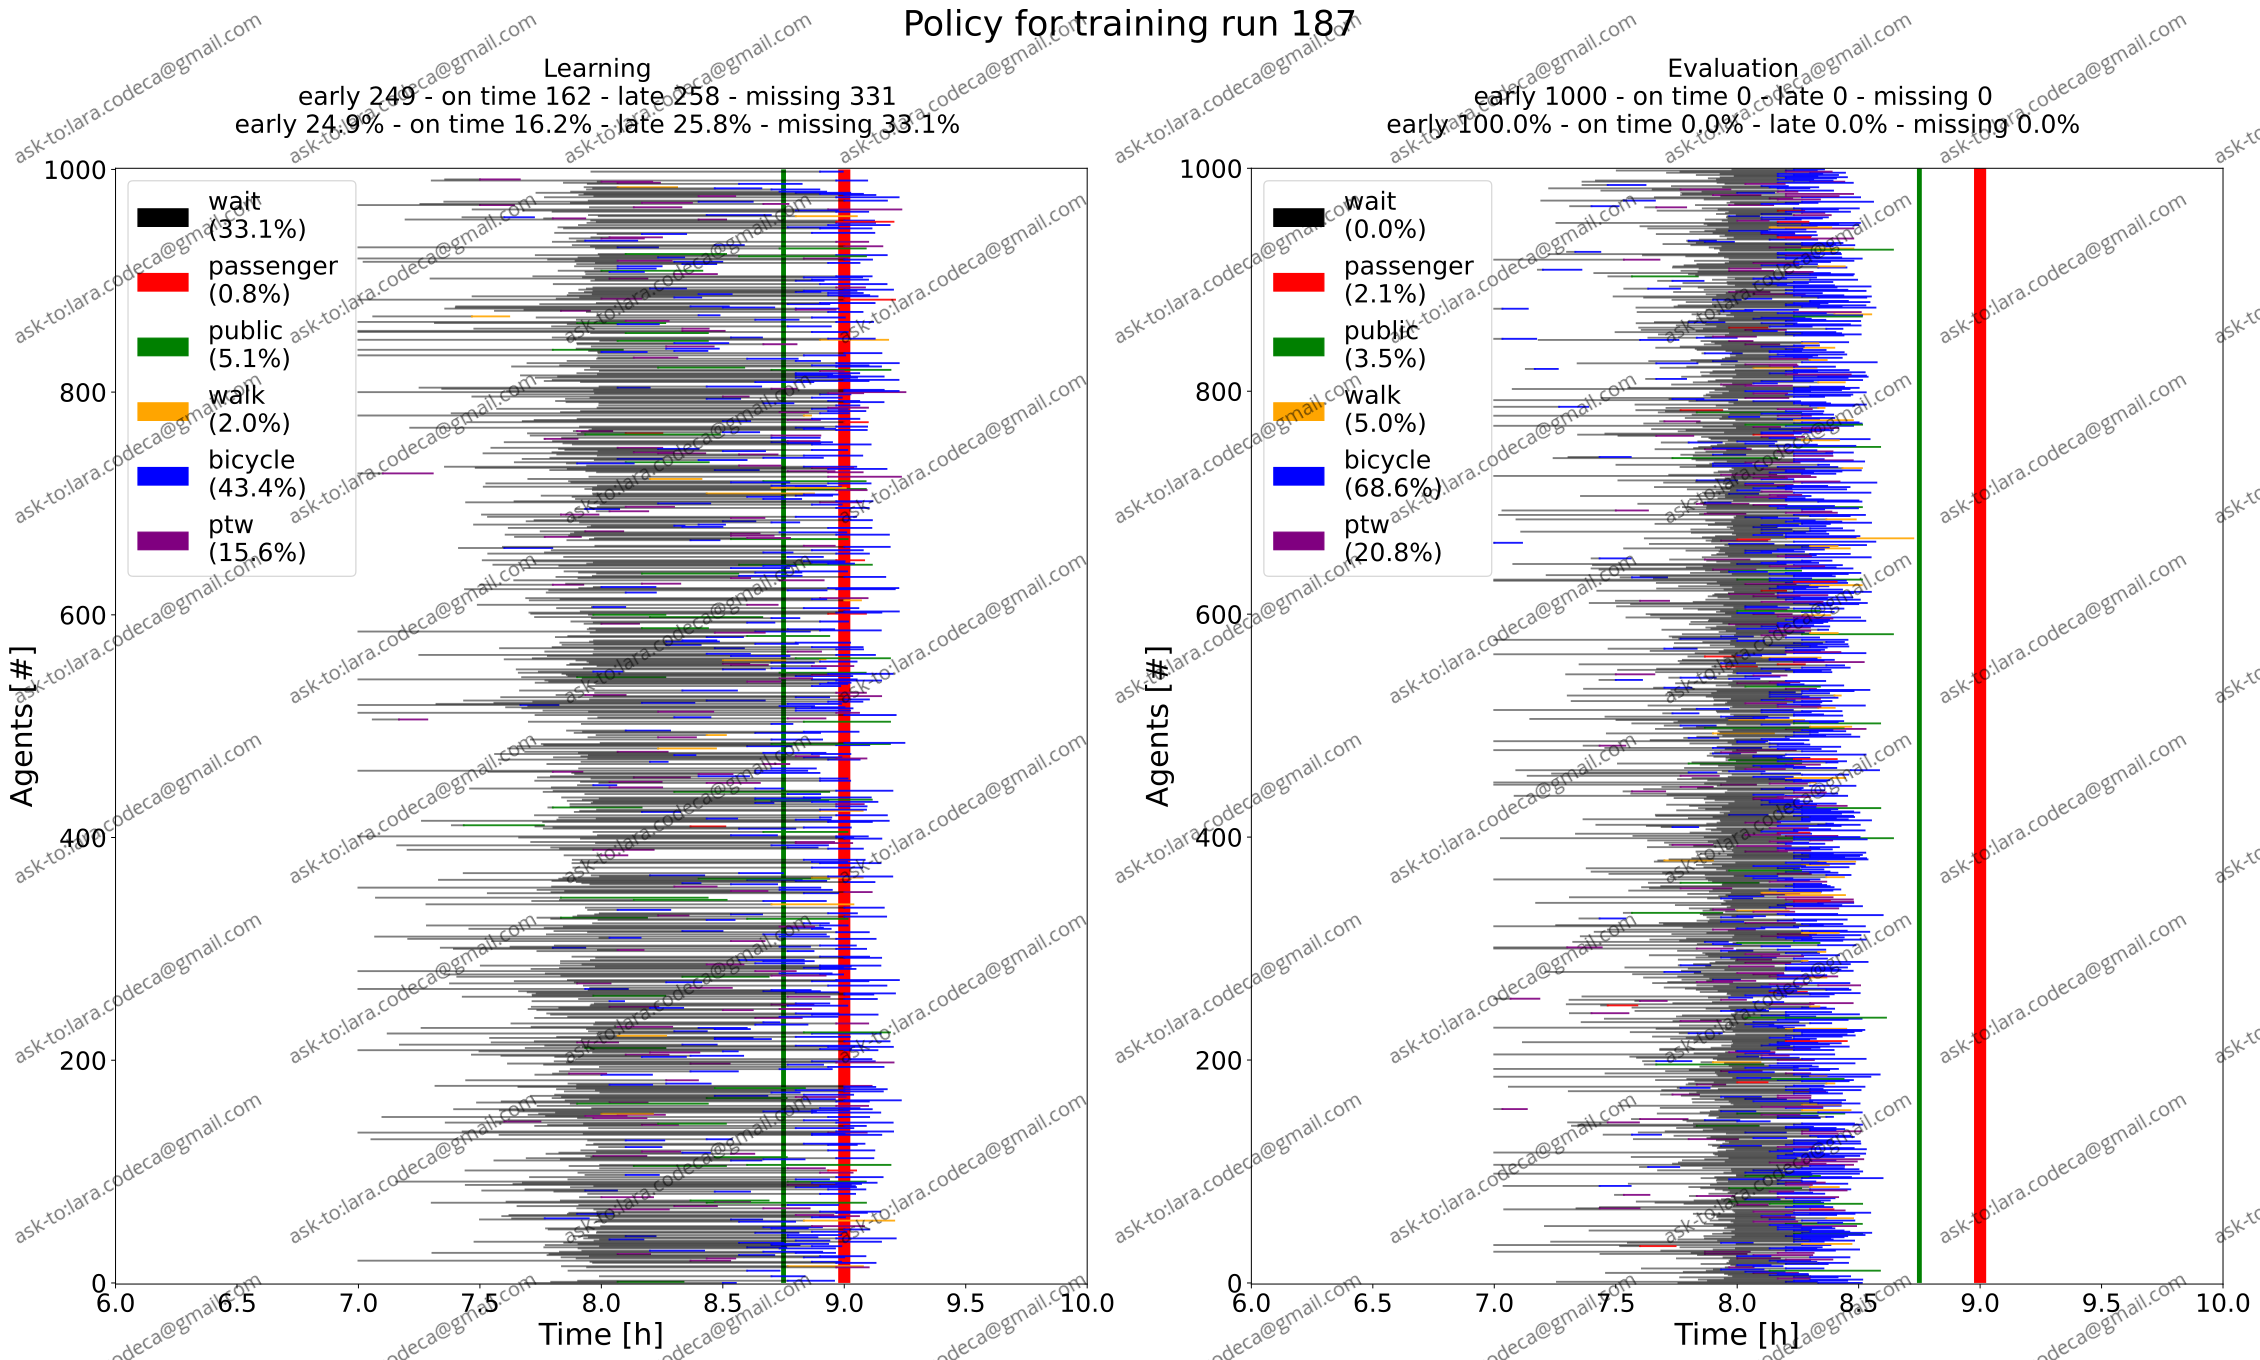 Policy for training run 187
Learning
early 249 - on time 162 - late 258 - missing 331
early 24.9% - on time 16.2% - late 25.8% - missing 33.1%
Evaluation
early 1000 - on time 0 - late 0 - missing 0
early 100.0% - on time 0.0% - late 0.0% - missing 0.0%
wait
(33.1%)
passenger
(0.8%)
public
(5.1%)
walk
(2.0%)
bicycle
(43.4%)
ptw
(15.6%)
Agents [#]
1000
800
600
400
200
0
6.0 6.5 7.0 7.5 8.0 8.5 9.0 9.5 10.0
Time [h]
wait
(0.0%)
passenger
(2.1%)
public
(3.5%)
walk
(5.0%)
bicycle
(68.6%)
ptw
(20.8%)
Agents [#]
1000
800
600
400
200
0
6.0 6.5 7.0 7.5 8.0 8.5 9.0 9.5 10.0
Time [h]
ask-to:lara.codeca@gmail.com